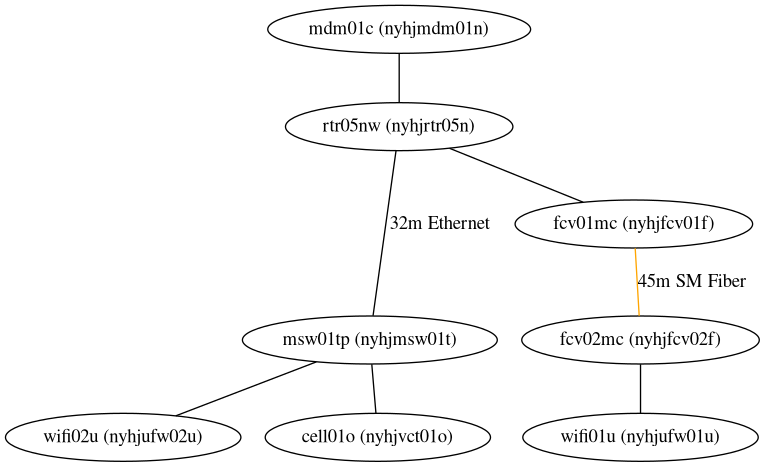 mdm01c (nyhjmdm01n)
rtr05nw (nyhjrtr05n)
32m Ethernet
fcv01mc (nyhjfcv01f)
45m SM Fiber
msw01tp (nyhjmsw01t)
fcv02mc (nyhjfcv02f)
wifi02u (nyhjufw02u)
cell01o (nyhjvct01o)
wifi01u (nyhjufw01u)